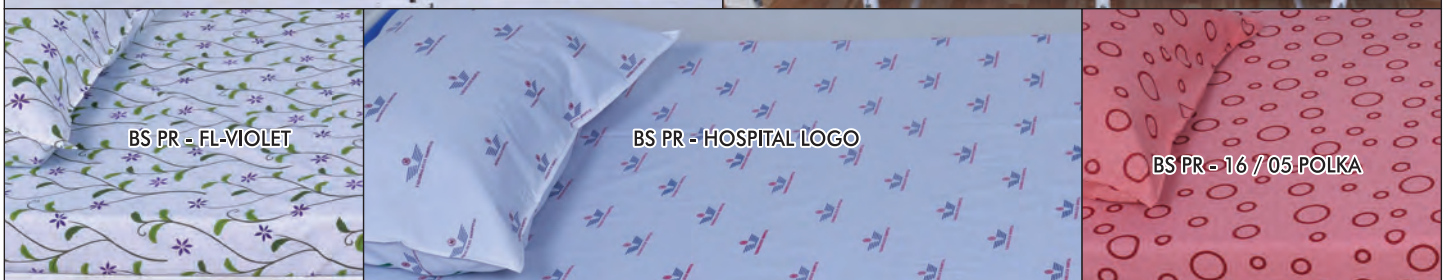 BS PR - FL-VIOLET
BS PR - HOSPITAL LOGO
BS PR - 16 / 05 POLKA